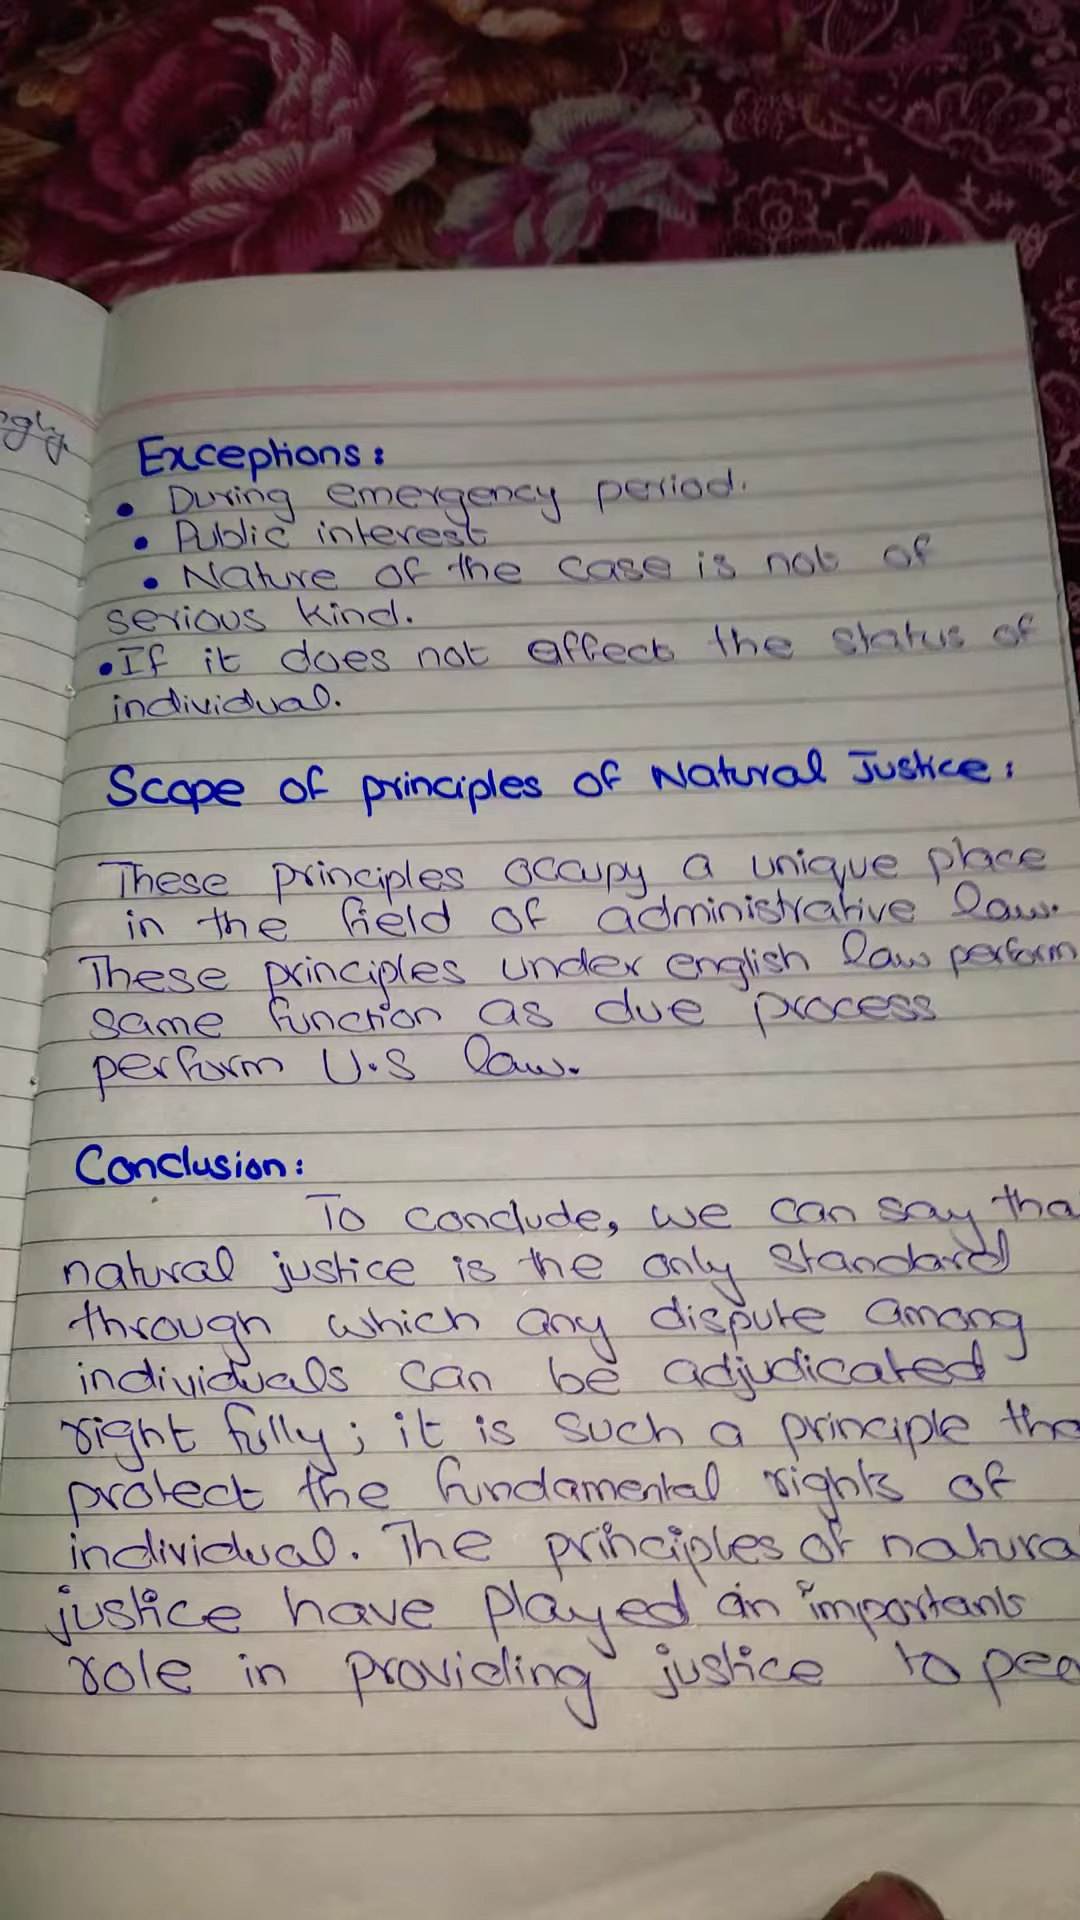 Exceptions:
• During emergency period.
• Public interest
• Nature of the case is not of
serious kind.
• If it does not affect the status of
individual.
Scope of principles of Natural Justice:
These principles occupy a unique place
in the field of administrative law.
These principles under english law perform
same function as due process
perform U.S law.
Conclusion:
To conclude, we can say tha
natural justice is the only standard
through which any dispute among
individuals can be adjudicated
right fully; it is such a principle tha
protect the fundamental rights of
individual. The principles of natura
justice have played an important
role in providing justice to peo